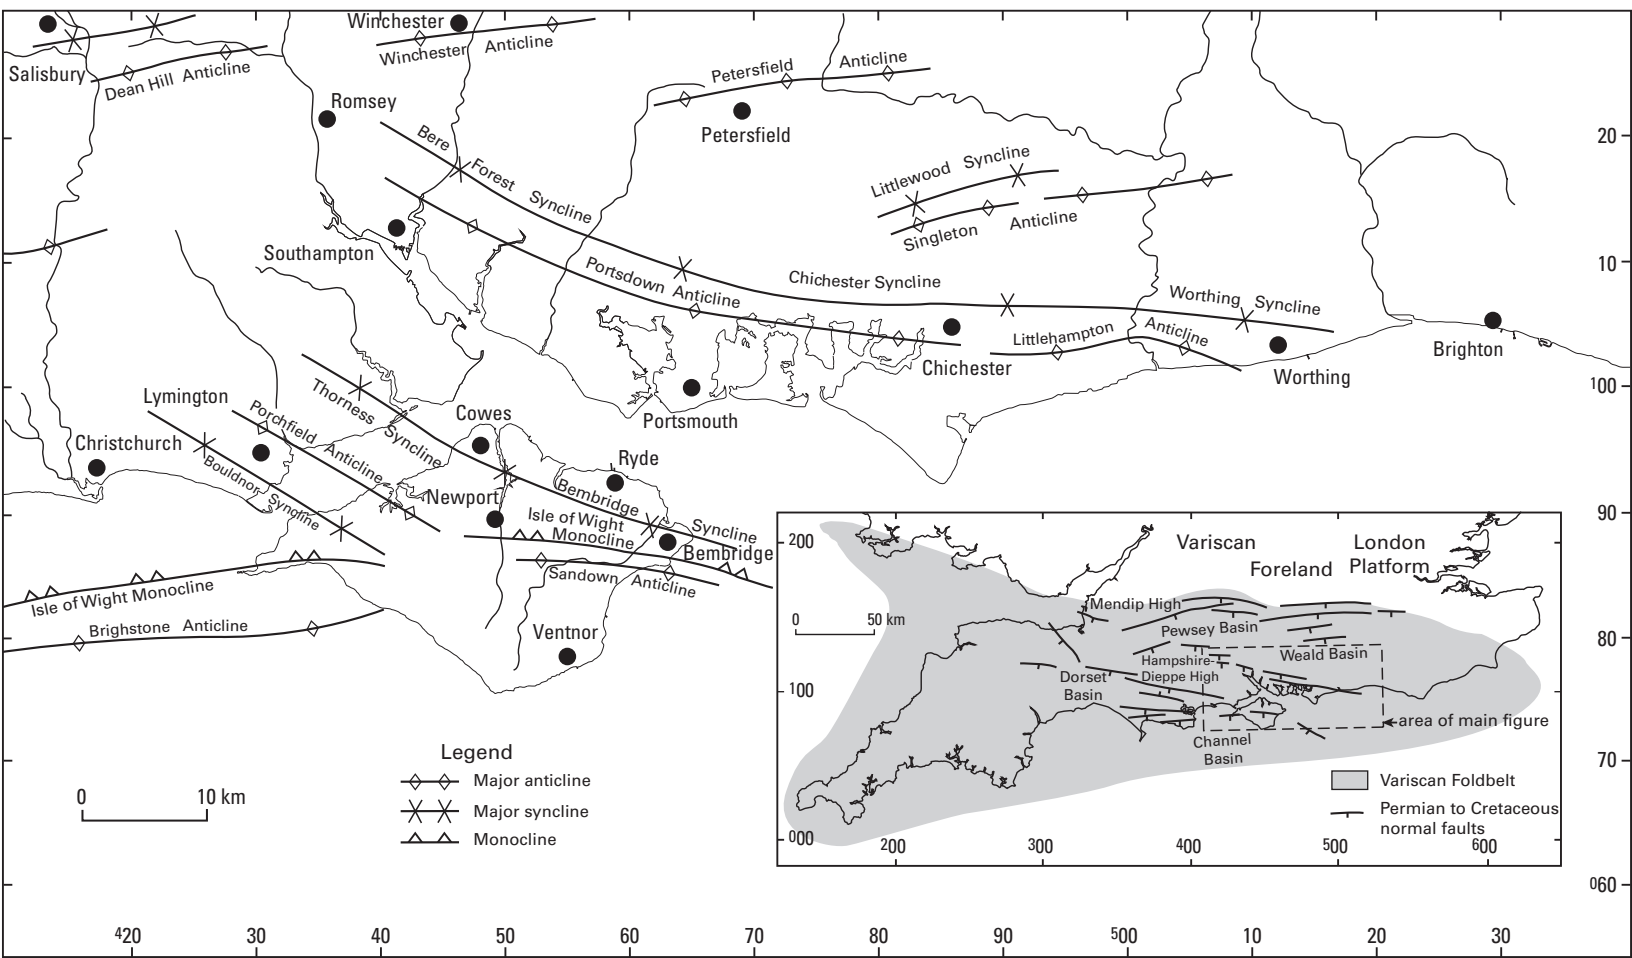 Winchester
Salisbury
Winchester Anticline
Dean Hill Anticline
Petersfield Anticline
Romsey
Petersfield
20
Bere Forest Syncline
Littlewood Syncline
Singleton Anticline
Southampton
10
Portsdown Anticline
Chichester Syncline
Worthing Syncline
Littlehampton Anticline
Brighton
Chichester
Worthing
100
Lymington
Thorness Syncline
Porchfield Anticline
Cowes
Portsmouth
Christchurch
Bouldnor Syncline
Ryde
Newport
Bembridge Syncline
Isle of Wight
Monocline
Bembridge
90
Sandown Anticline
Isle of Wight Monocline
Brighstone Anticline
Ventnor
80
70
060
Legend
Major anticline
Major syncline
Monocline
0 10 km
420 30 40 50 60 70 80 90 500 10 20 30
200
Variscan
Foreland
London
Platform
Mendip High
0 50 km
Pewsey Basin
Weald Basin
Hampshire-
Dieppe High
Dorset
Basin
100
area of main figure
Channel
Basin
Variscan Foldbelt
Permian to Cretaceous
normal faults
000
200 300 400 500 600